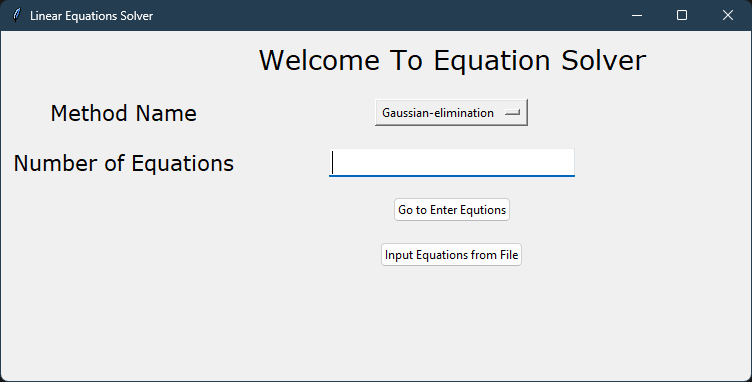 Linear Equations Solver
Welcome To Equation Solver
Method Name
Gaussian-elimination
Number of Equations
Go to Enter Equtions
Input Equations from File